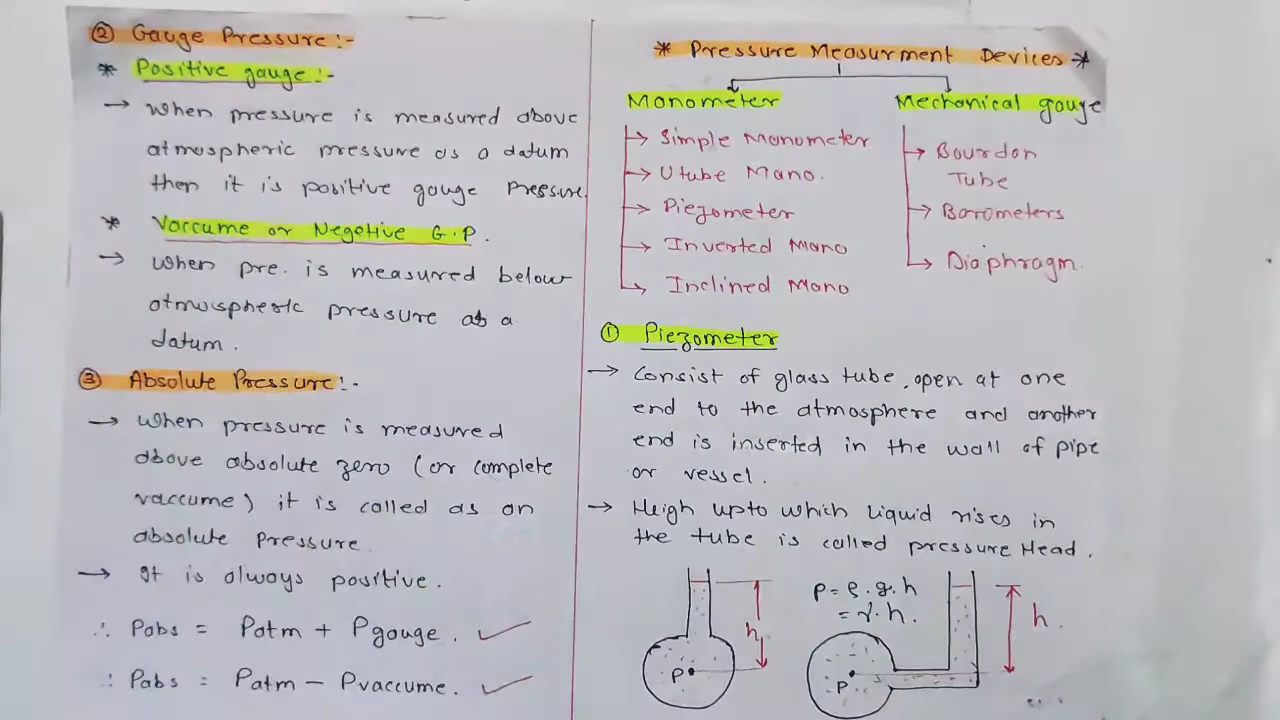 ② Gauge Pressure:-
* Positive gauge:-
→ When pressure is measured above
atmospheric pressure as a datum
then it is positive gauge pressure.
* Vaccume or Negetive G.P.
→ When pre. is measured below
atmospheric pressure as a
datum.
③ Absolute Pressure:-
→ When pressure is measured
above absolute zero (or complete
vaccume) it is called as an
absolute pressure.
→ It is always positive.
∴ Pabs = Patm + Pgauge.
∴ Pabs = Patm - Pvaccume.
* Pressure Measurment Devices *
Manometer
Simple Manometer
Utube Mano.
Piezometer
Inverted Mano
Inclined Mano
Mechanical gauge
Bourdon
Tube
Barometers
Diaphragm.
① Piezometer
→ Consist of glass tube, open at one
end to the atmosphere and another
end is inserted in the wall of pipe
or vessel.
→ Heigh upto which liquid rises in
the tube is called pressure Head.
h
P
P = ρ.g.h
= γ.h.
h.
P